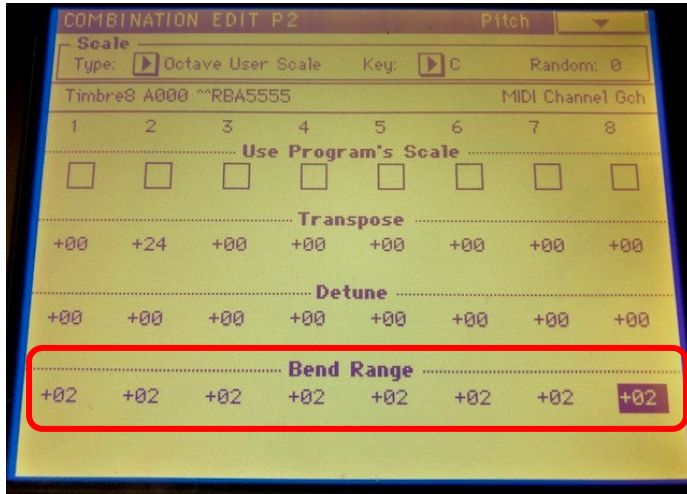 COMBINATION EDIT P2 Pitch
Scale
Type: Octave User Scale Key: C Random: 0
Timbre8 A000 ^^RBA5555 MIDI Channel Gch
1 2 3 4 5 6 7 8
Use Program's Scale
Transpose
+00 +24 +00 +00 +00 +00 +00 +00
Detune
+00 +00 +00 +00 +00 +00 +00 +00
Bend Range
+02 +02 +02 +02 +02 +02 +02 +02